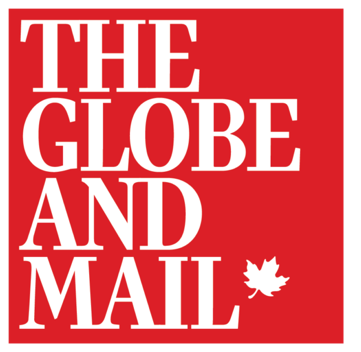 THE
GLOBE
AND
MAIL